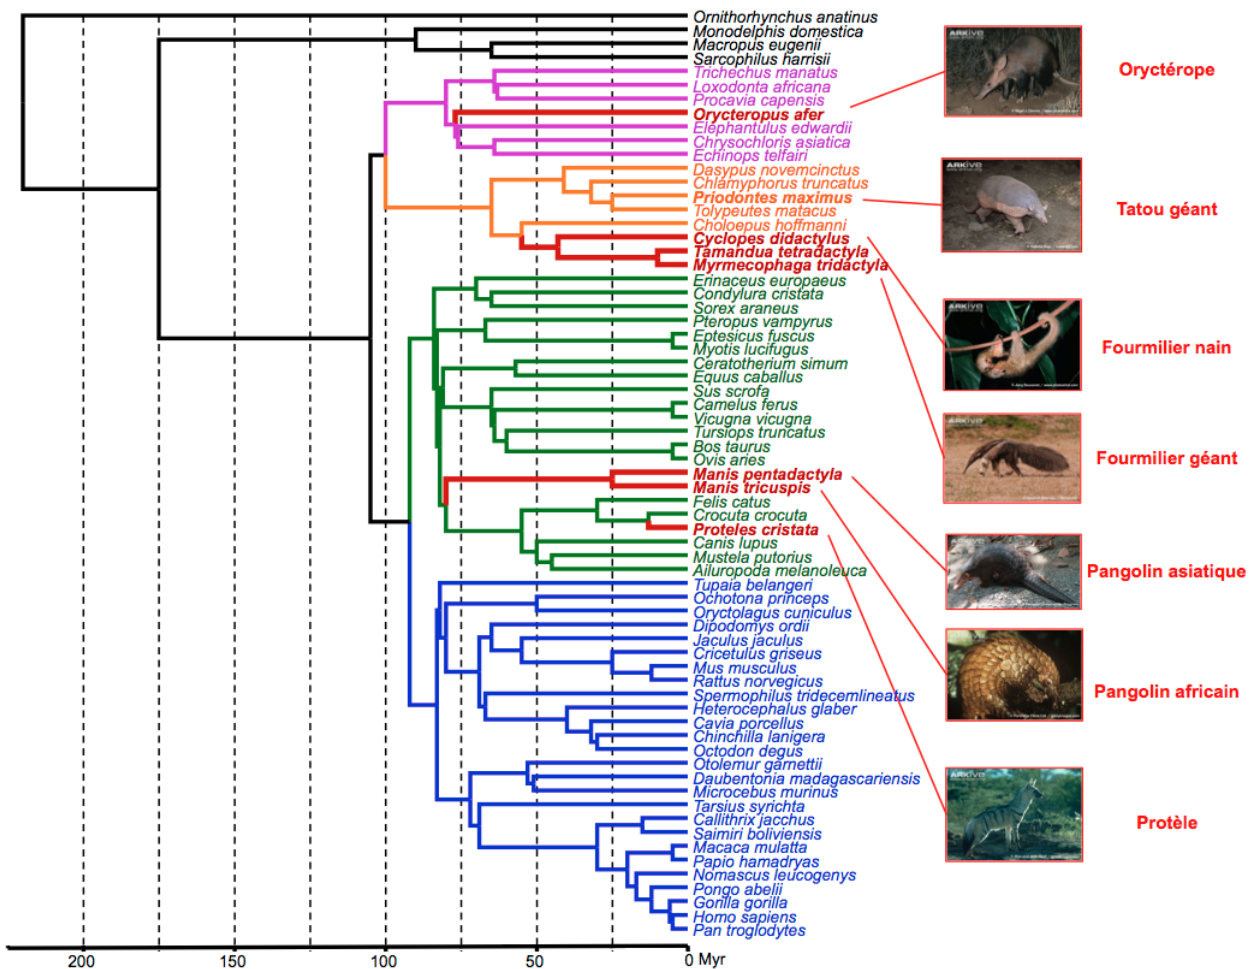 Ornithorhynchus anatinus
Monodelphis domestica
Macropus eugenii
Sarcophilus harrisii
Trichechus manatus
Loxodonta africana
Procavia capensis
Orycteropus afer
Elephantulus edwardii
Chrysochloris asiatica
Echinops telfairi
Dasypus novemcinctus
Chlamyphorus truncatus
Priodontes maximus
Tolypeutes matacus
Choloepus hoffmanni
Cyclopes didactylus
Tamandua tetradactyla
Myrmecophaga tridactyla
Erinaceus europaeus
Condylura cristata
Sorex araneus
Pteropus vampyrus
Eptesicus fuscus
Myotis lucifugus
Ceratotherium simum
Equus caballus
Sus scrofa
Camelus ferus
Vicugna vicugna
Tursiops truncatus
Bos taurus
Ovis aries
Manis pentadactyla
Manis tricuspis
Felis catus
Crocuta crocuta
Proteles cristata
Canis lupus
Mustela putorius
Ailuropoda melanoleuca
Tupaia belangeri
Ochotona princeps
Oryctolagus cuniculus
Dipodomys ordii
Jaculus jaculus
Cricetulus griseus
Mus musculus
Rattus norvegicus
Spermophilus tridecemlineatus
Heterocephalus glaber
Cavia porcellus
Chinchilla lanigera
Octodon degus
Otolemur garnettii
Daubentonia madagascariensis
Microcebus murinus
Tarsius syrichta
Callithrix jacchus
Saimiri boliviensis
Macaca mulatta
Papio hamadryas
Nomascus leucogenys
Pongo abelii
Gorilla gorilla
Homo sapiens
Pan troglodytes
200 150 100 50 0 Myr
ARKive
Oryctérope
ARKive
Tatou géant
ARKive
Fourmilier nain
ARKive
Fourmilier géant
ARKive
Pangolin asiatique
ARKive
Pangolin africain
ARKive
Protèle